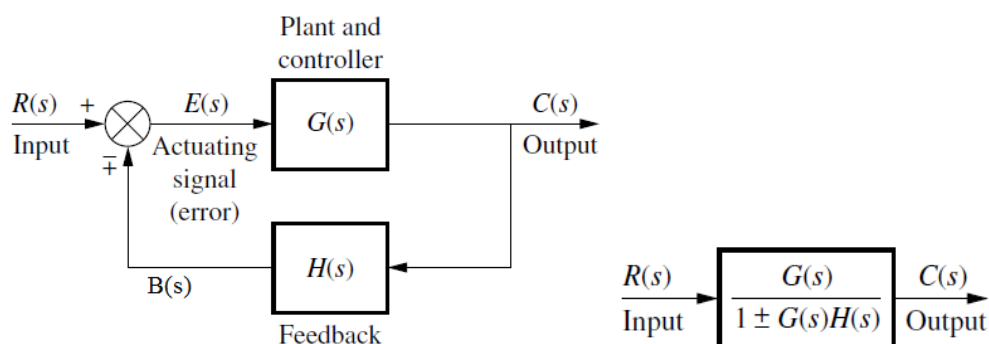 Plant and
controller
R(s) +
E(s)
G(s)
C(s)
Input
∓
Actuating
signal
(error)
Output
H(s)
B(s)
Feedback
R(s)
Input
G(s)
1 ± G(s)H(s)
C(s)
Output